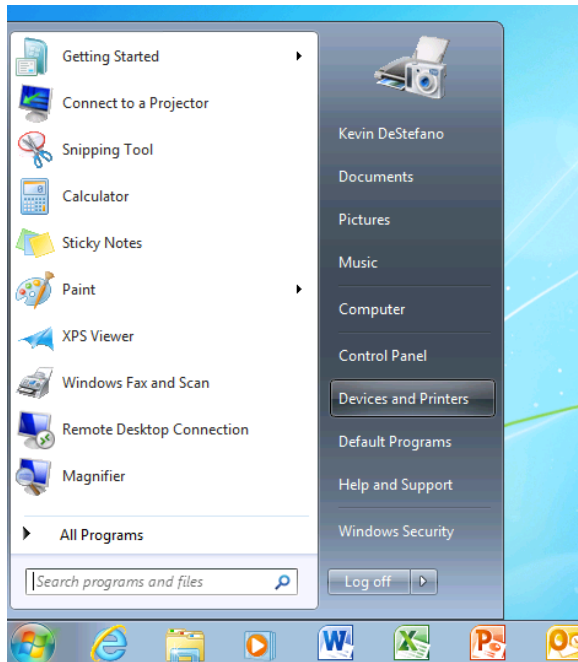 Getting Started
Connect to a Projector
Snipping Tool
Calculator
Sticky Notes
Paint
XPS Viewer
Windows Fax and Scan
Remote Desktop Connection
Magnifier
All Programs
Search programs and files
Kevin DeStefano
Documents
Pictures
Music
Computer
Control Panel
Devices and Printers
Default Programs
Help and Support
Windows Security
Log off